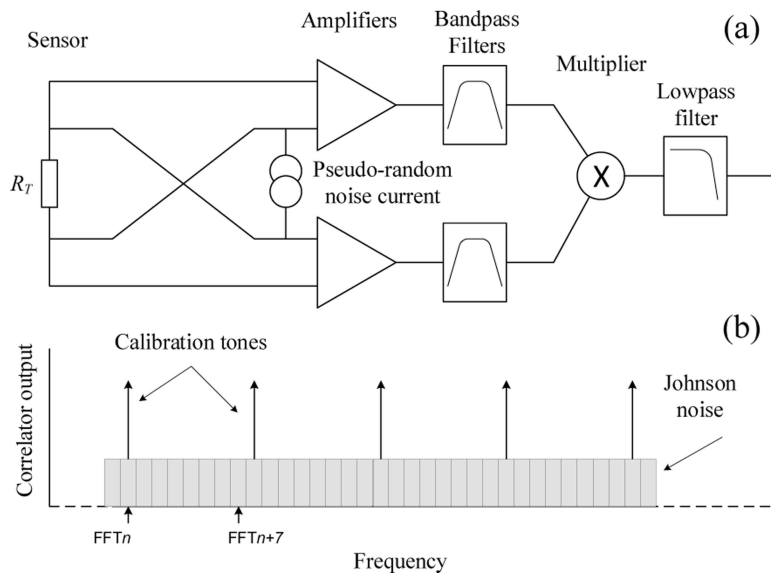 (a)
Amplifiers
Bandpass
Filters
Sensor
Multiplier
Lowpass
filter
R_T
Pseudo-random
noise current
X
(b)
Calibration tones
Johnson
noise
Correlator output
FFTn
FFTn+7
Frequency